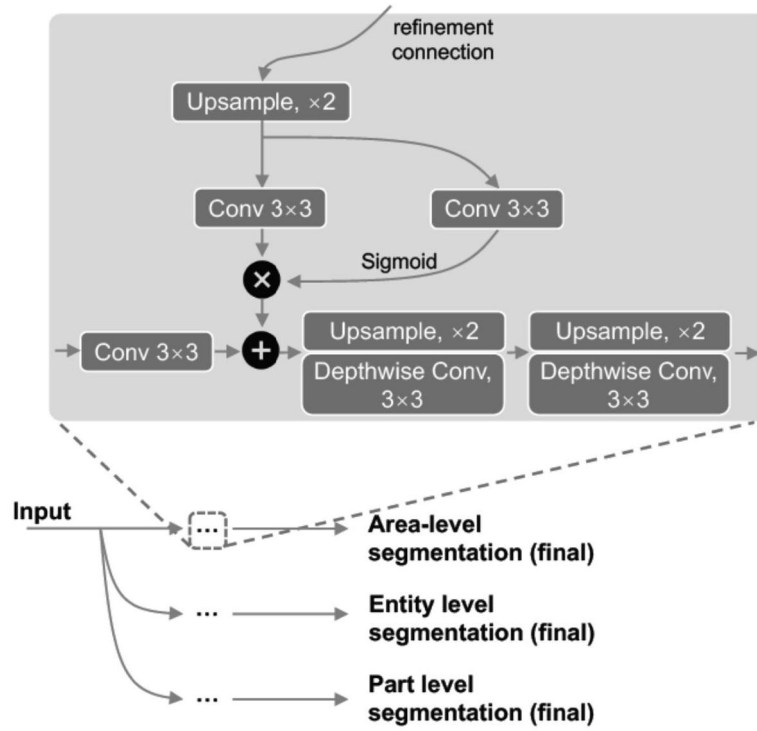 refinement
connection
Upsample, ×2
Conv 3×3
Conv 3×3
Sigmoid
×
Conv 3×3
+
Upsample, ×2
Depthwise Conv,
3×3
Upsample, ×2
Depthwise Conv,
3×3
Input
...
Area-level
segmentation (final)
...
Entity level
segmentation (final)
...
Part level
segmentation (final)